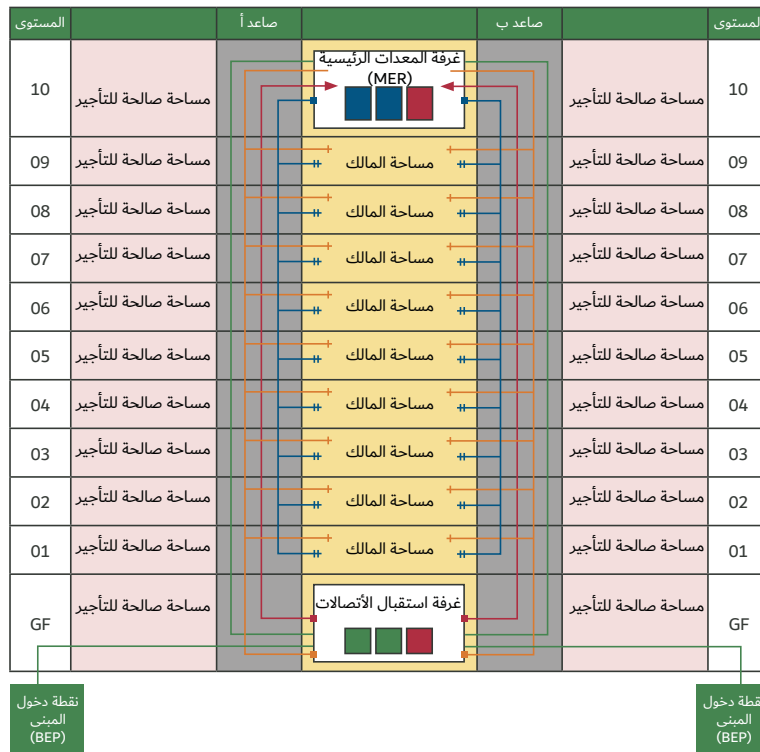 المستوى صاعد ب صاعد أ المستوى
غرفة المعدات الرئيسية
(MER)
10 مساحة صالحة للتأجير مساحة صالحة للتأجير 10
09 مساحة صالحة للتأجير مساحة المالك مساحة صالحة للتأجير 09
08 مساحة صالحة للتأجير مساحة المالك مساحة صالحة للتأجير 08
07 مساحة صالحة للتأجير مساحة المالك مساحة صالحة للتأجير 07
06 مساحة صالحة للتأجير مساحة المالك مساحة صالحة للتأجير 06
05 مساحة صالحة للتأجير مساحة المالك مساحة صالحة للتأجير 05
04 مساحة صالحة للتأجير مساحة المالك مساحة صالحة للتأجير 04
03 مساحة صالحة للتأجير مساحة المالك مساحة صالحة للتأجير 03
02 مساحة صالحة للتأجير مساحة المالك مساحة صالحة للتأجير 02
01 مساحة صالحة للتأجير مساحة المالك مساحة صالحة للتأجير 01
GF مساحة صالحة للتأجير غرفة استقبال الأتصالات مساحة صالحة للتأجير GF
نقطة دخول
المبنى
(BEP)
نقطة دخول
المبنى
(BEP)